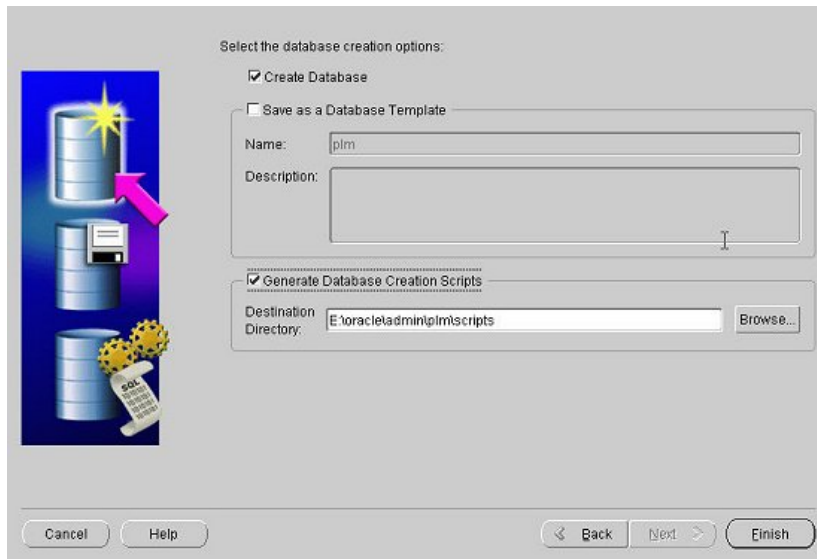 Select the database creation options:
Create Database
Save as a Database Template
Name: plm
Description:
Generate Database Creation Scripts
Destination
Directory: E:\oracle\admin\plm\scripts Browse...
SQL
Cancel Help Back Next Finish